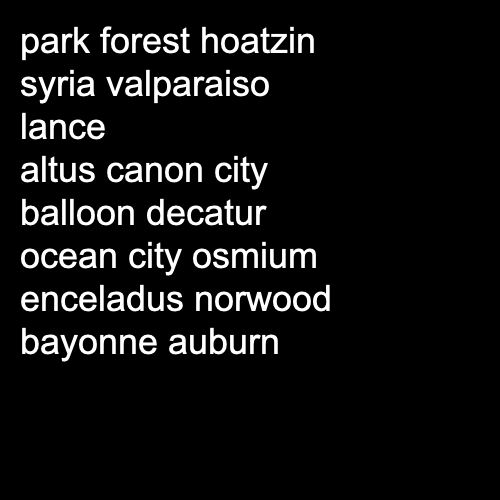 park forest hoatzin
syria valparaiso
lance
altus canon city
balloon decatur
ocean city osmium
enceladus norwood
bayonne auburn